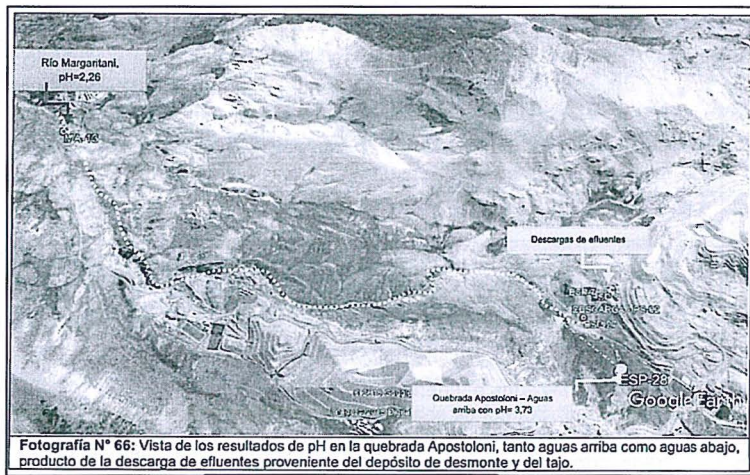 Río Margaritani,
pH=2,26
Descargas de efluentes
ESP-28
Quebrada Apostoloni – Aguas
arriba con pH= 3,73
Google Earth
Fotografía N° 66: Vista de los resultados de pH en la quebrada Apostoloni, tanto aguas arriba como aguas abajo,
producto de la descarga de efluentes proveniente del depósito de desmonte y del tajo.